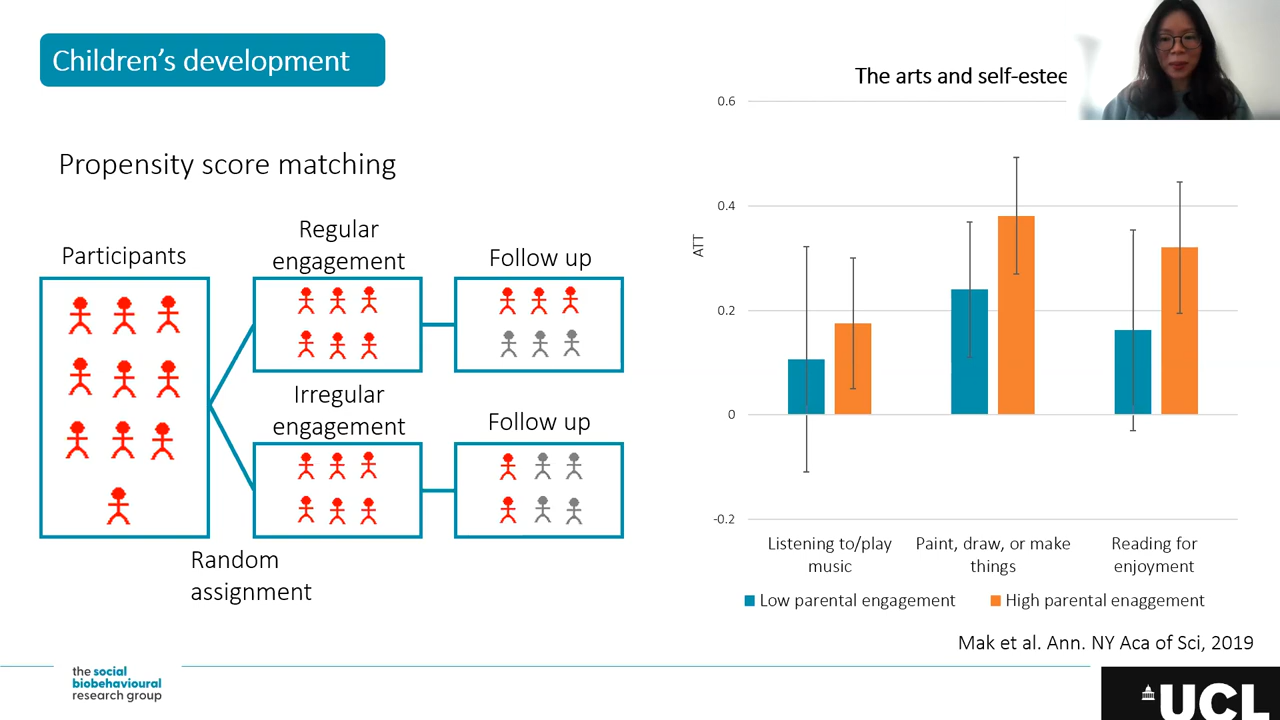 Children's development
Propensity score matching
Participants
Regular
engagement
Follow up
Irregular
engagement
Follow up
Random
assignment
The arts and self-estee
0.6
0.4
0.2
0
-0.2
ATT
Listening to/play
music
Paint, draw, or make
things
Reading for
enjoyment
Low parental engagement
High parental enaggement
Mak et al. Ann. NY Aca of Sci, 2019
the social
biobehavioural
research group
UCL